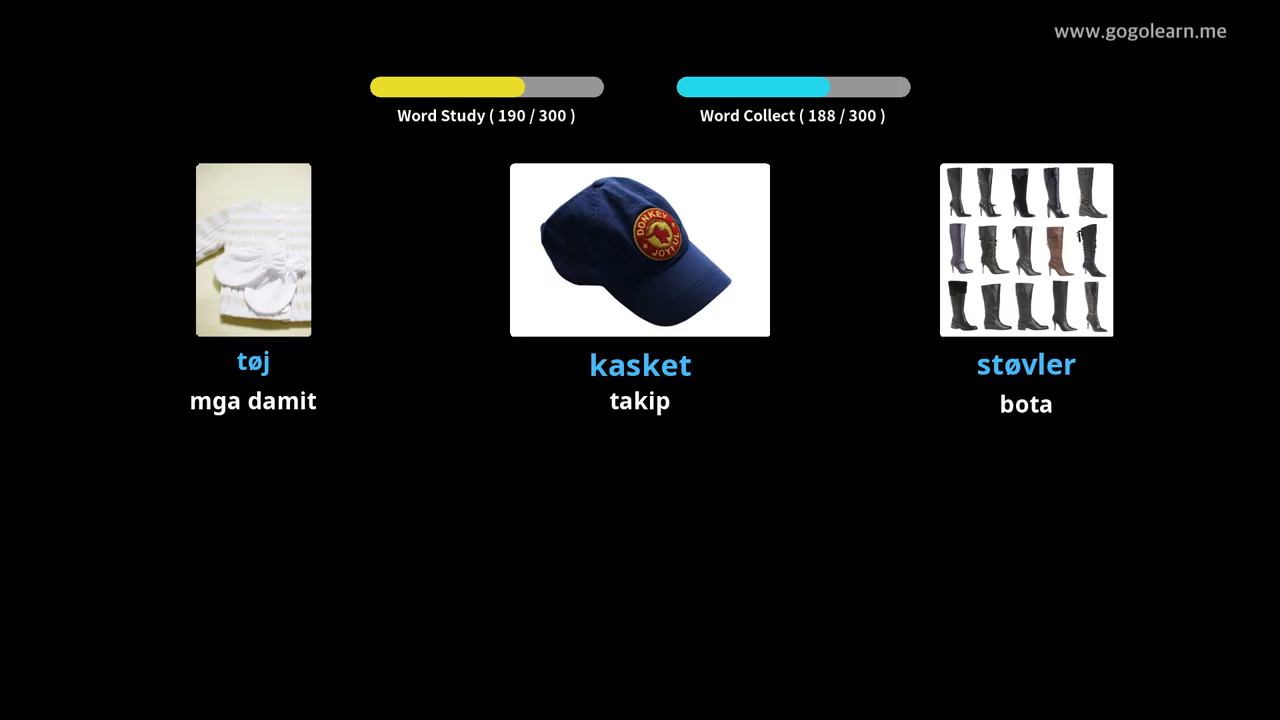 www.gogolearn.me
Word Study ( 190 / 300 )
Word Collect ( 188 / 300 )
DONKEY
JOYFUL
tøj
kasket
støvler
mga damit
takip
bota